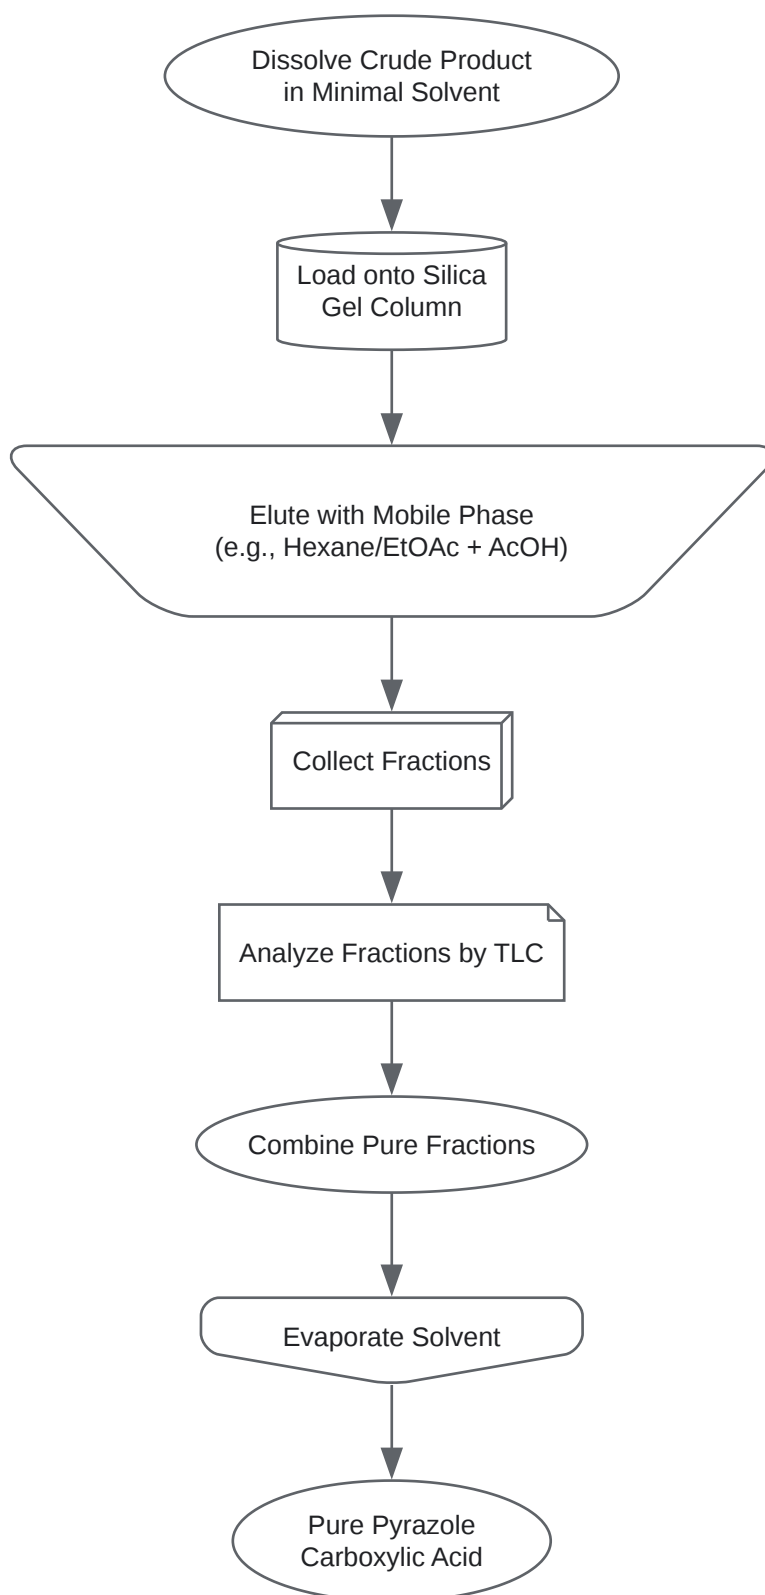 Dissolve Crude Product
in Minimal Solvent
Load onto Silica
Gel Column
Elute with Mobile Phase
(e.g., Hexane/EtOAc + AcOH)
Collect Fractions
Analyze Fractions by TLC
Combine Pure Fractions
Evaporate Solvent
Pure Pyrazole
Carboxylic Acid